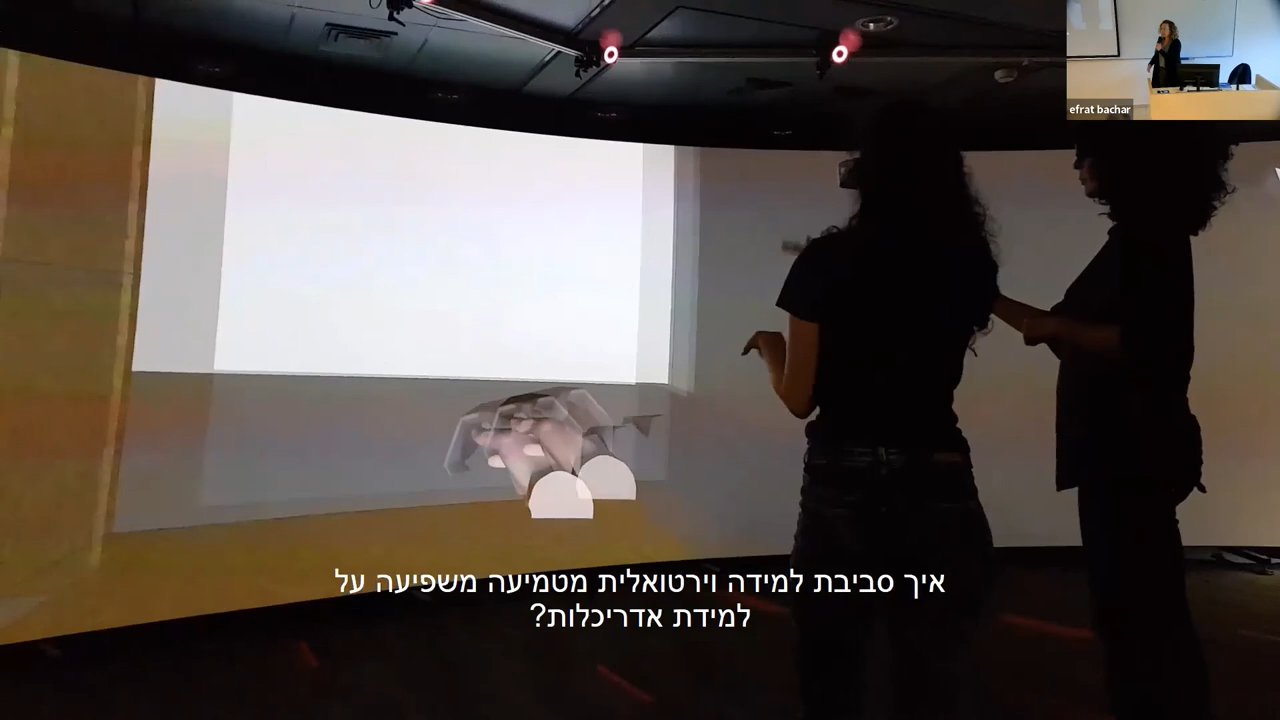 efrat bachar
איך סביבת למידה וירטואלית מטמיעה משפיעה על
למידת אדריכלות?